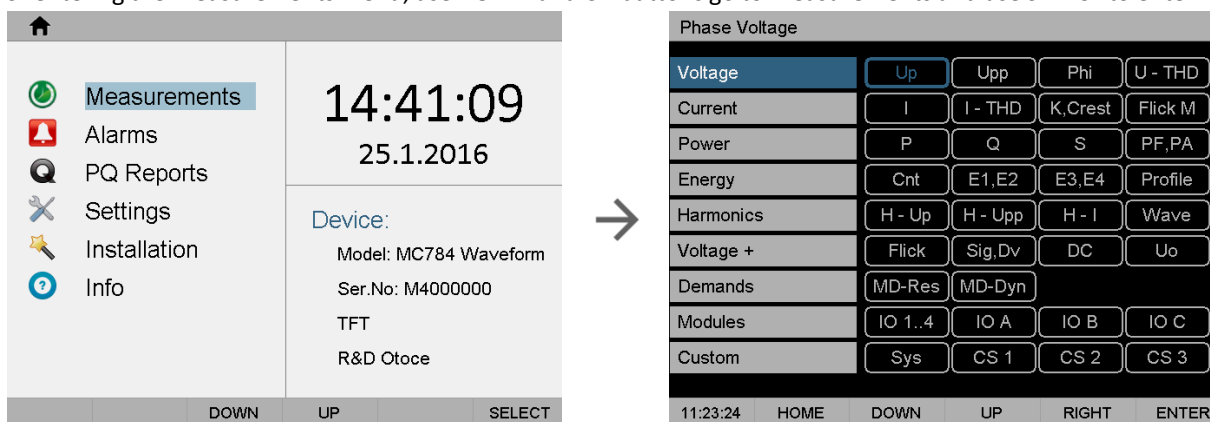 Measurements
Alarms
PQ Reports
Settings
Installation
Info
14:41:09
25.1.2016
Device:
Model: MC784 Waveform
Ser.No: M4000000
TFT
R&D Otoce
DOWN UP SELECT
Phase Voltage
Voltage Up Upp Phi U - THD
Current I I - THD K,Crest Flick M
Power P Q S PF,PA
Energy Cnt E1,E2 E3,E4 Profile
Harmonics H - Up H - Upp H - I Wave
Voltage + Flick Sig,Dv DC Uo
Demands MD-Res MD-Dyn
Modules IO 1..4 IO A IO B IO C
Custom Sys CS 1 CS 2 CS 3
11:23:24 HOME DOWN UP RIGHT ENTER